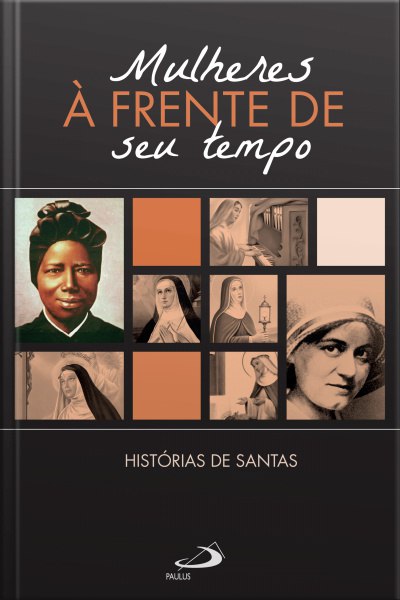 Mulheres
À FRENTE DE
seu tempo
HISTÓRIAS DE SANTAS
PAULUS